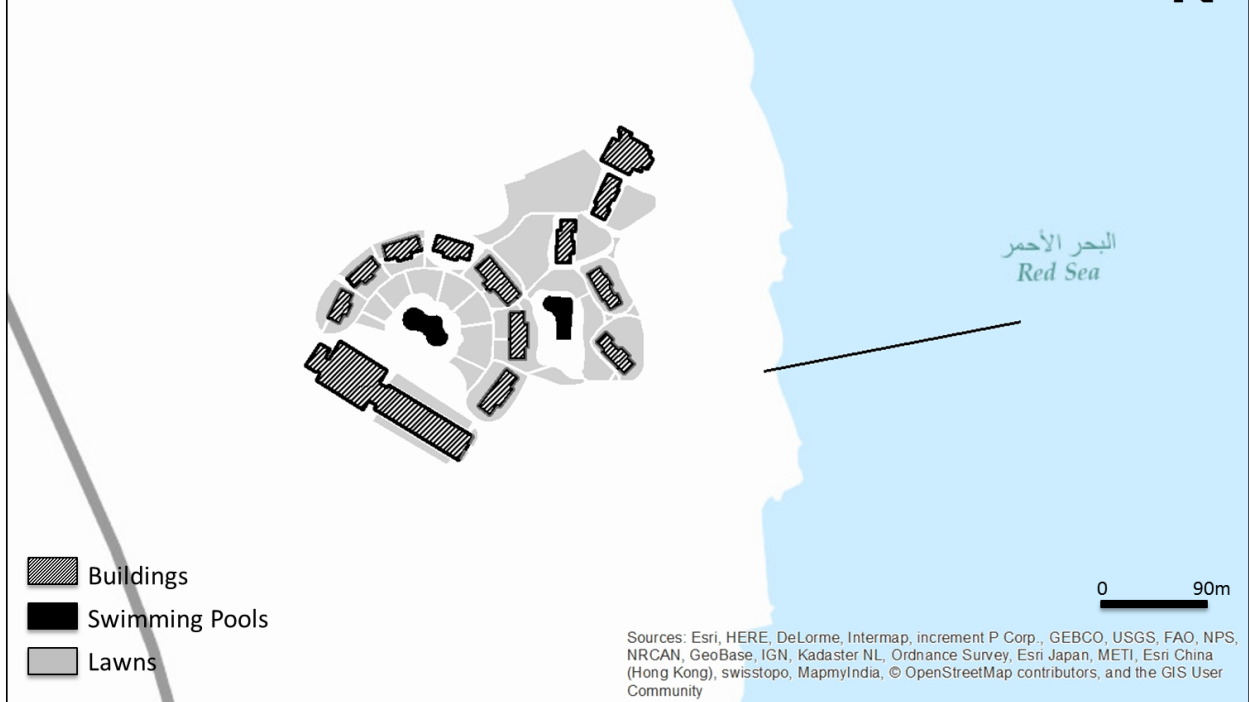 البحر الأحمر
Red Sea
Buildings
Swimming Pools
Lawns
0 90m
Sources: Esri, HERE, DeLorme, Intermap, increment P Corp., GEBCO, USGS, FAO, NPS,
NRCAN, GeoBase, IGN, Kadaster NL, Ordnance Survey, Esri Japan, METI, Esri China
(Hong Kong), swisstopo, MapmyIndia, © OpenStreetMap contributors, and the GIS User
Community